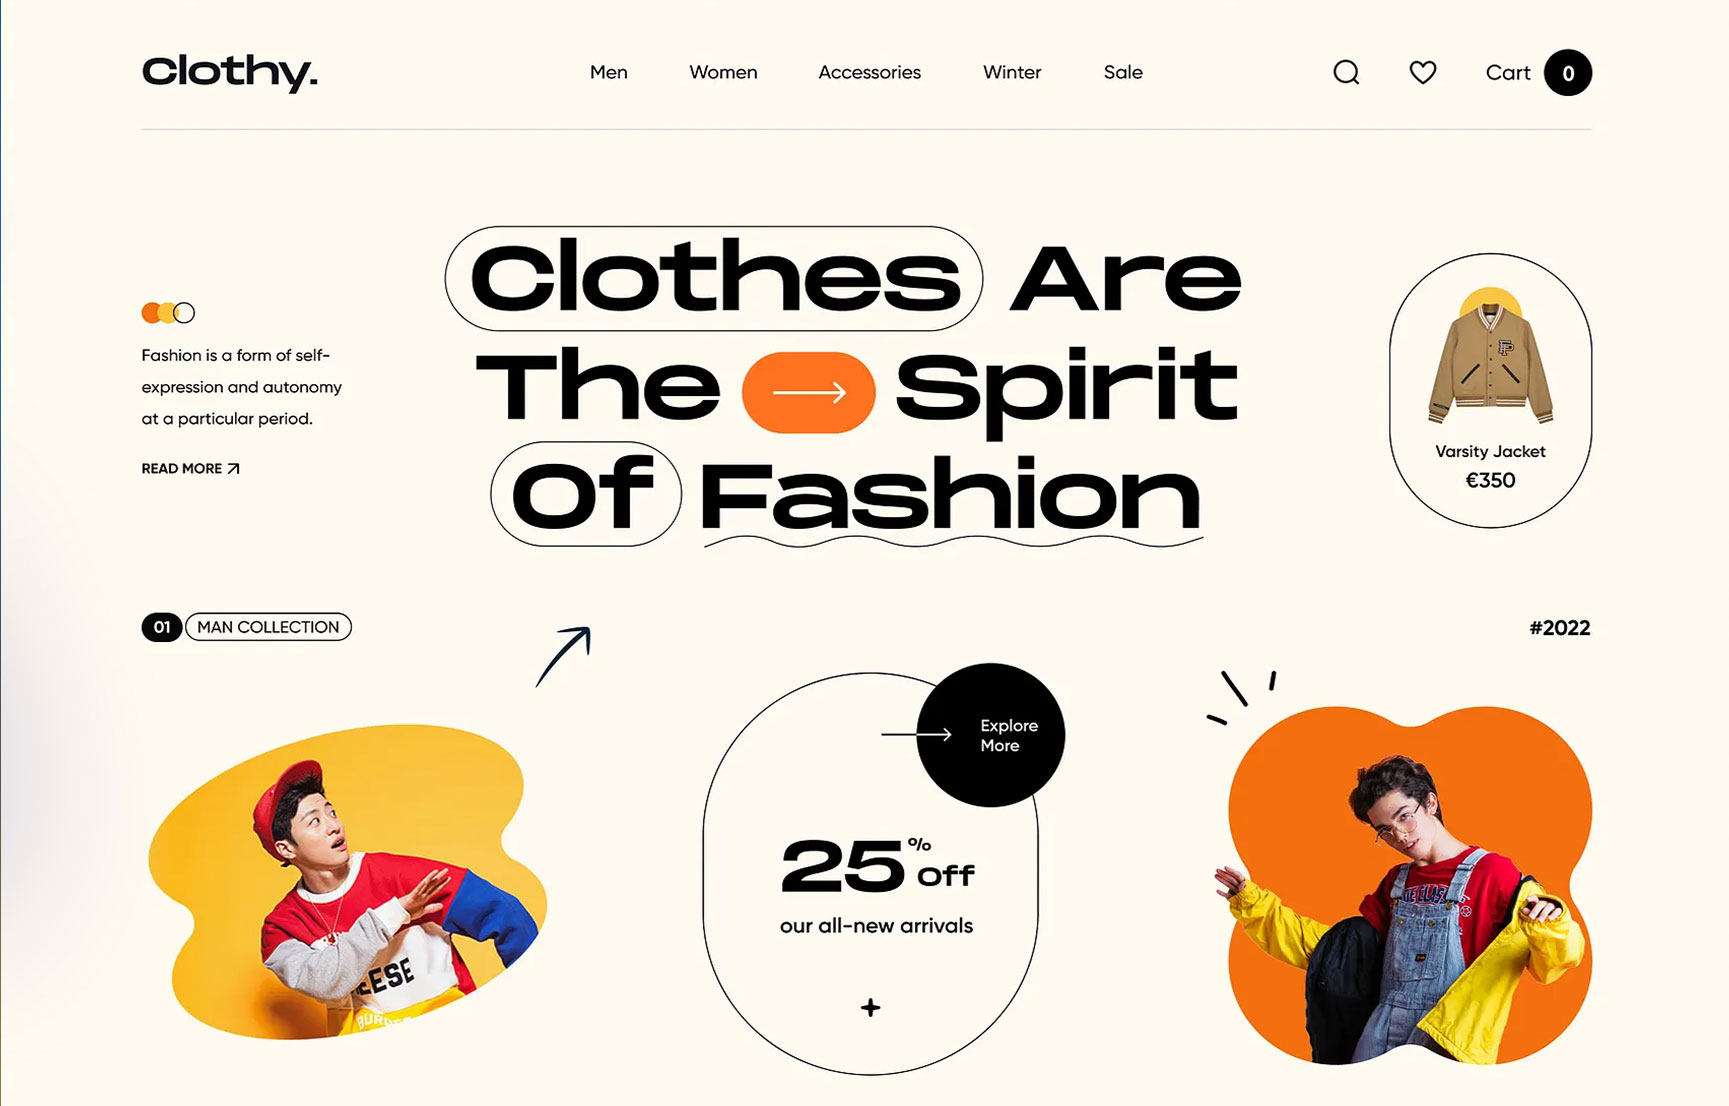 Clothy.
Men
Women
Accessories
Winter
Sale
Cart
0
Clothes Are
The Spirit
Of Fashion
Fashion is a form of self-
expression and autonomy
at a particular period.
READ MORE
Varsity Jacket
€350
01
MAN COLLECTION
#2022
Explore
More
25% Off
our all-new arrivals